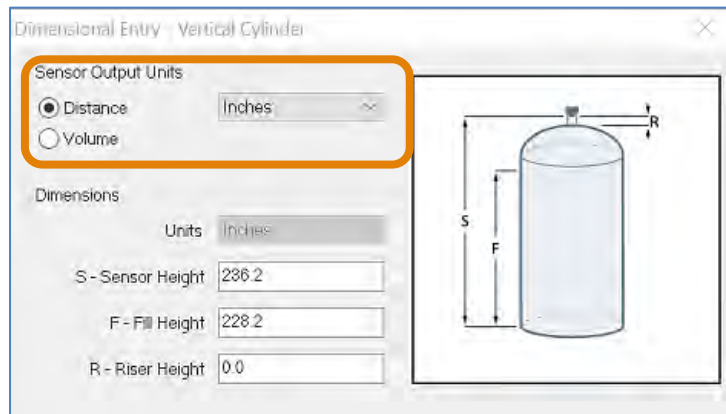 Dimensional Entry - Vertical Cylinder
Sensor Output Units
Distance
Inches
Volume
Dimensions
Units
Inches
S - Sensor Height
236.2
F - Fill Height
228.2
R - Riser Height
0.0
R
S
F